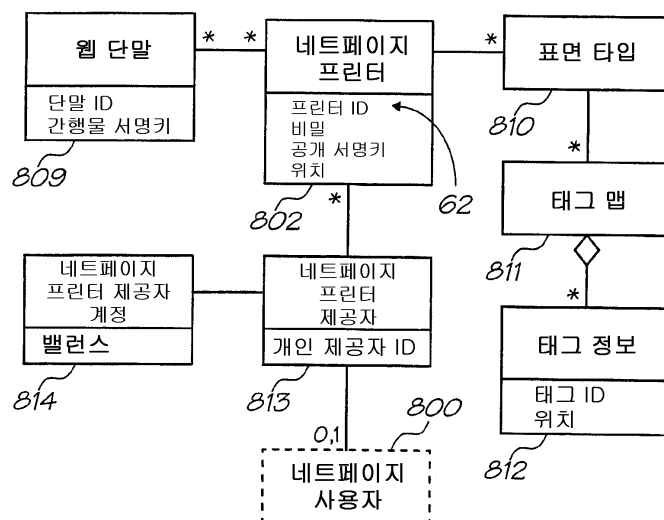 웹 단말
단말 ID
간행물 서명키
809
*
*
네트페이지
프린터
프린터 ID
비밀
공개 서명키
위치
802
62
*
*
표면 타입
810
*
태그 맵
811
*
태그 정보
태그 ID
위치
812
네트페이지
프린터 제공자
계정
밸런스
814
네트페이지
프린터
제공자
개인 제공자 ID
813
0,1
800
네트페이지
사용자